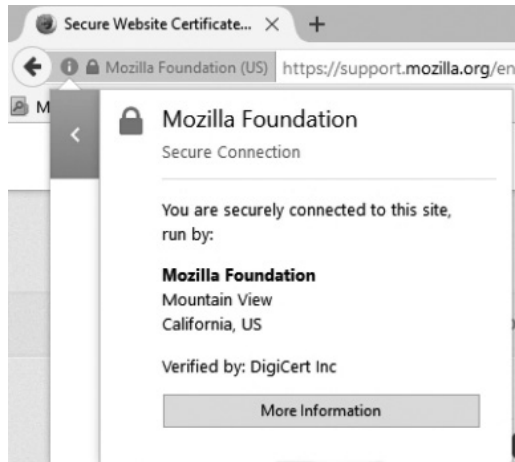 Secure Website Certificate...
Mozilla Foundation (US) https://support.mozilla.org/en
M
Mozilla Foundation
Secure Connection
You are securely connected to this site,
run by:
Mozilla Foundation
Mountain View
California, US
Verified by: DigiCert Inc
More Information